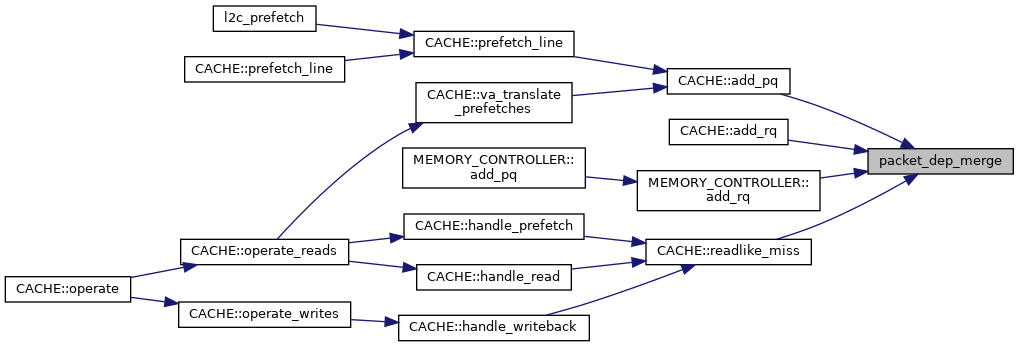 l2c_prefetch
CACHE::prefetch_line
CACHE::prefetch_line
CACHE::add_pq
CACHE::va_translate
_prefetches
CACHE::add_rq
packet_dep_merge
MEMORY_CONTROLLER::
add_pq
MEMORY_CONTROLLER::
add_rq
CACHE::handle_prefetch
CACHE::operate_reads
CACHE::readlike_miss
CACHE::handle_read
CACHE::operate
CACHE::operate_writes
CACHE::handle_writeback